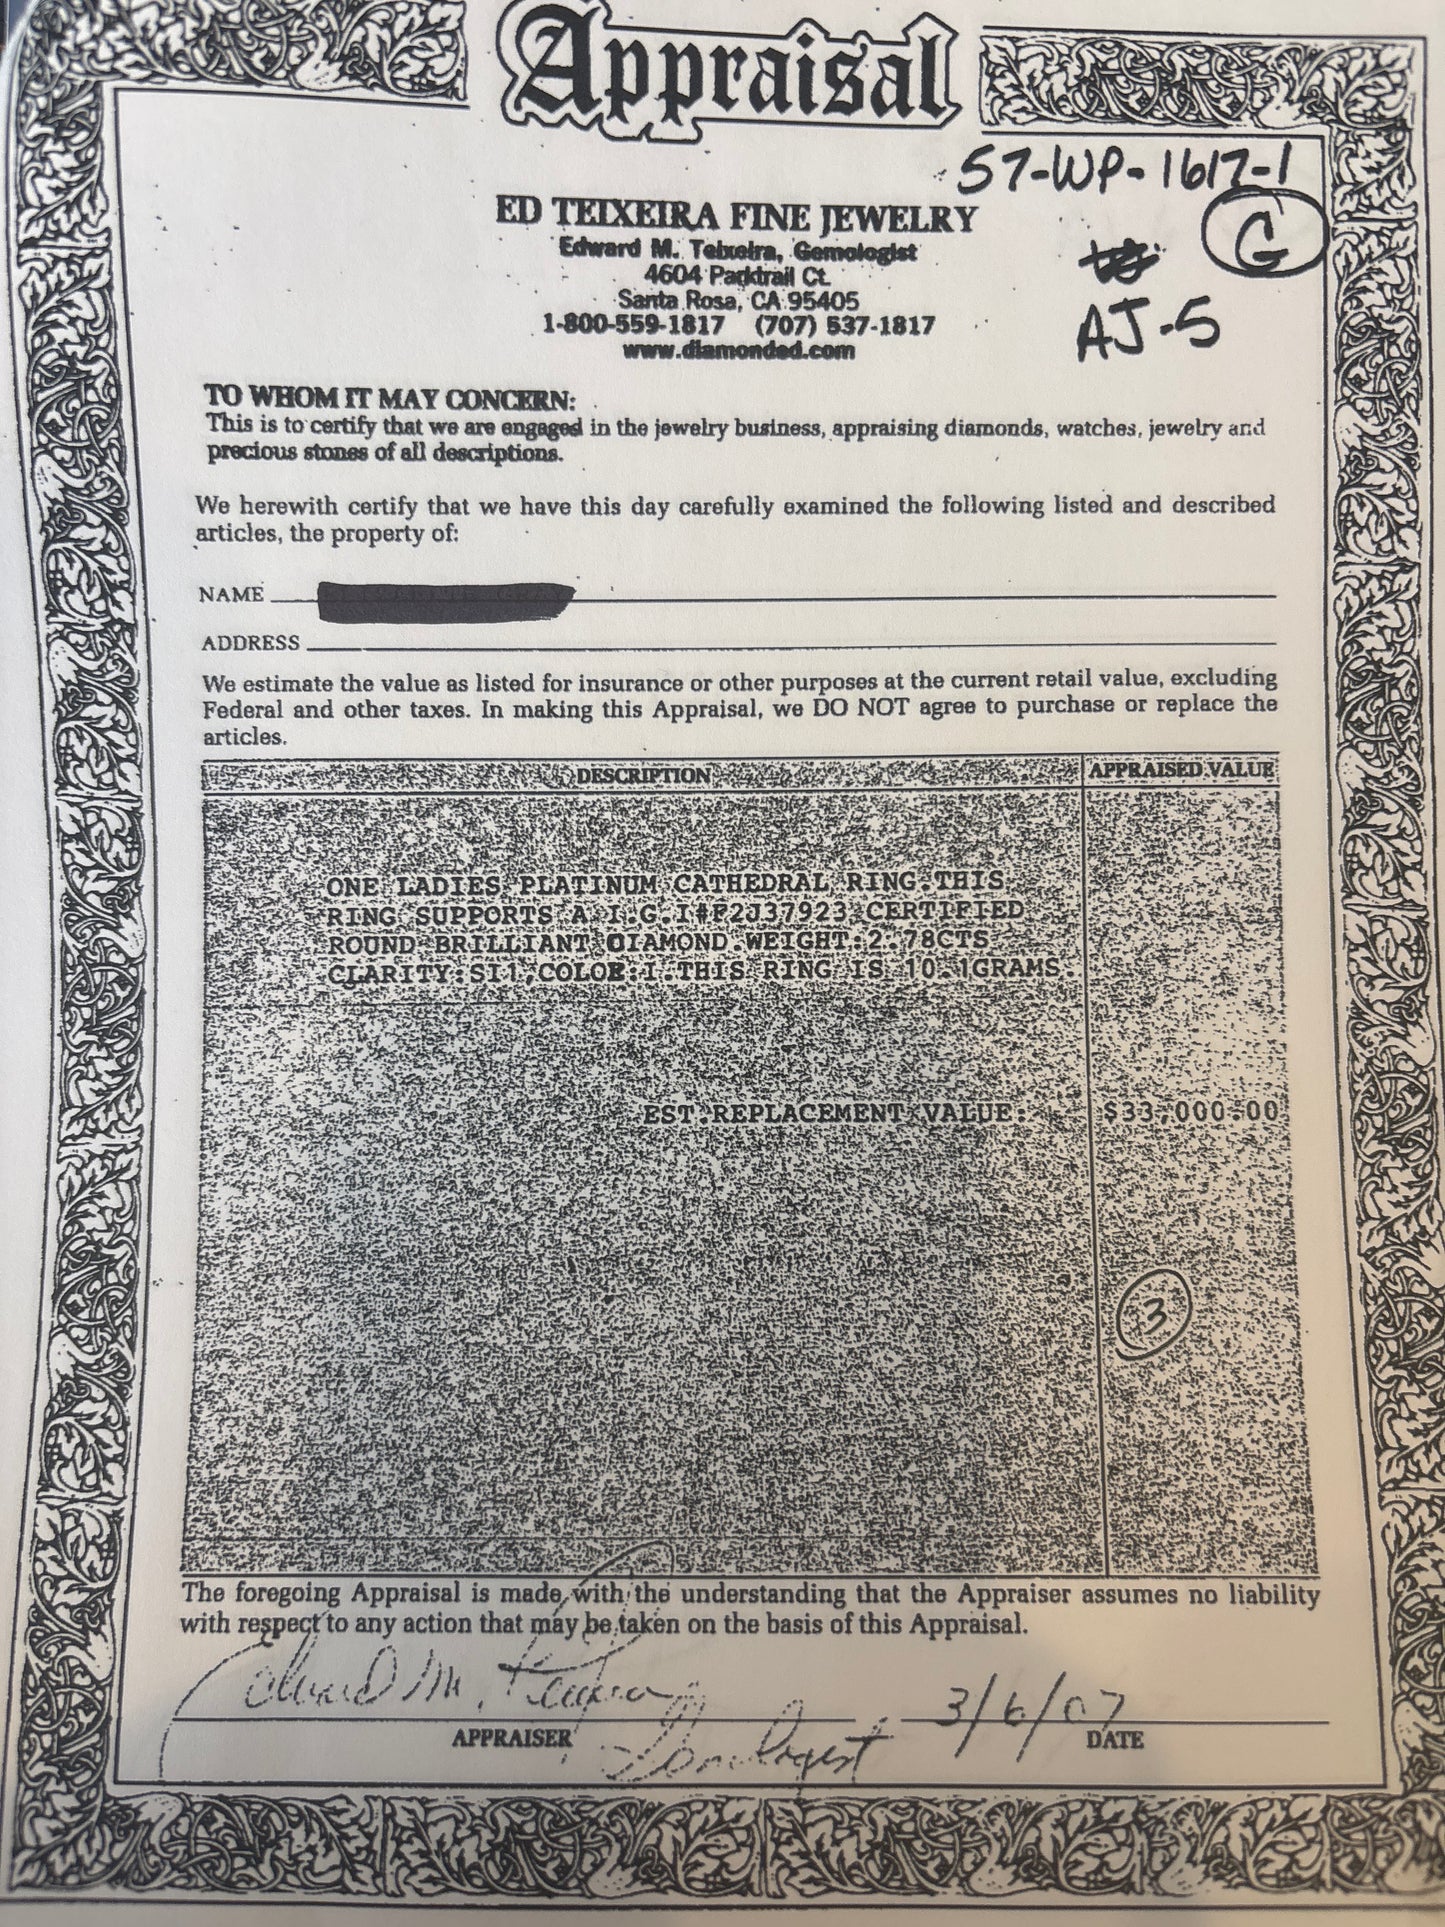 Appraisal
57-WP-1617-1
G
ED TEIXEIRA FINE JEWELRY
Edward M. Teixeira, Gemologist
4604 Parktrail Ct.
Santa Rosa, CA 95405
1-800-559-1817 (707) 537-1817
www.diamonded.com
AJ-5
TO WHOM IT MAY CONCERN:
This is to certify that we are engaged in the jewelry business, appraising diamonds, watches, jewelry and
precious stones of all descriptions.
We herewith certify that we have this day carefully examined the following listed and described
articles, the property of:
NAME
ADDRESS
We estimate the value as listed for insurance or other purposes at the current retail value, excluding
Federal and other taxes. In making this Appraisal, we DO NOT agree to purchase or replace the
articles.
DESCRIPTION APPRAISED VALUE
ONE LADIES PLATINUM CATHEDRAL RING.THIS
RING SUPPORTS A I.G.I#F2J37923 CERTIFIED
ROUND BRILLIANT DIAMOND.WEIGHT:2.78CTS
CLARITY:SI1,COLOR:I.THIS RING IS 10.1GRAMS.
EST.REPLACEMENT VALUE: $33,000.00
3
The foregoing Appraisal is made with the understanding that the Appraiser assumes no liability
with respect to any action that may be taken on the basis of this Appraisal.
Edward M. Teixeira 3/6/07
APPRAISER DATE
Gemologist